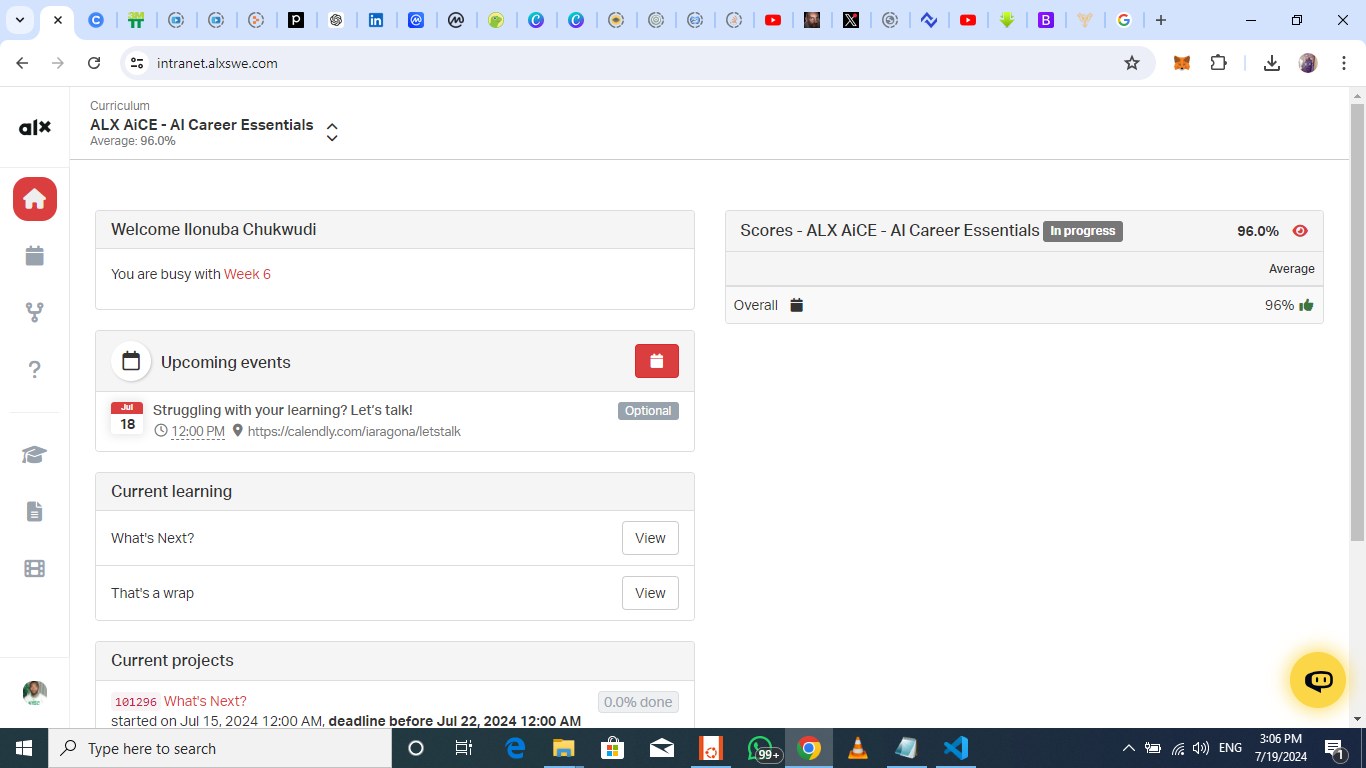 intranet.alxswe.com
alx
Curriculum
ALX AiCE - AI Career Essentials
Average: 96.0%
Welcome Ilonuba Chukwudi
You are busy with Week 6
Upcoming events
Jul
18
Struggling with your learning? Let's talk!
Optional
12:00 PM
https://calendly.com/iaragona/letstalk
Current learning
What's Next?
View
That's a wrap
View
Current projects
101296 What's Next?
0.0% done
started on Jul 15, 2024 12:00 AM, deadline before Jul 22, 2024 12:00 AM
Scores - ALX AiCE - AI Career Essentials In progress
96.0%
Average
Overall
96%
Type here to search
99+
ENG
3:06 PM
7/19/2024
1